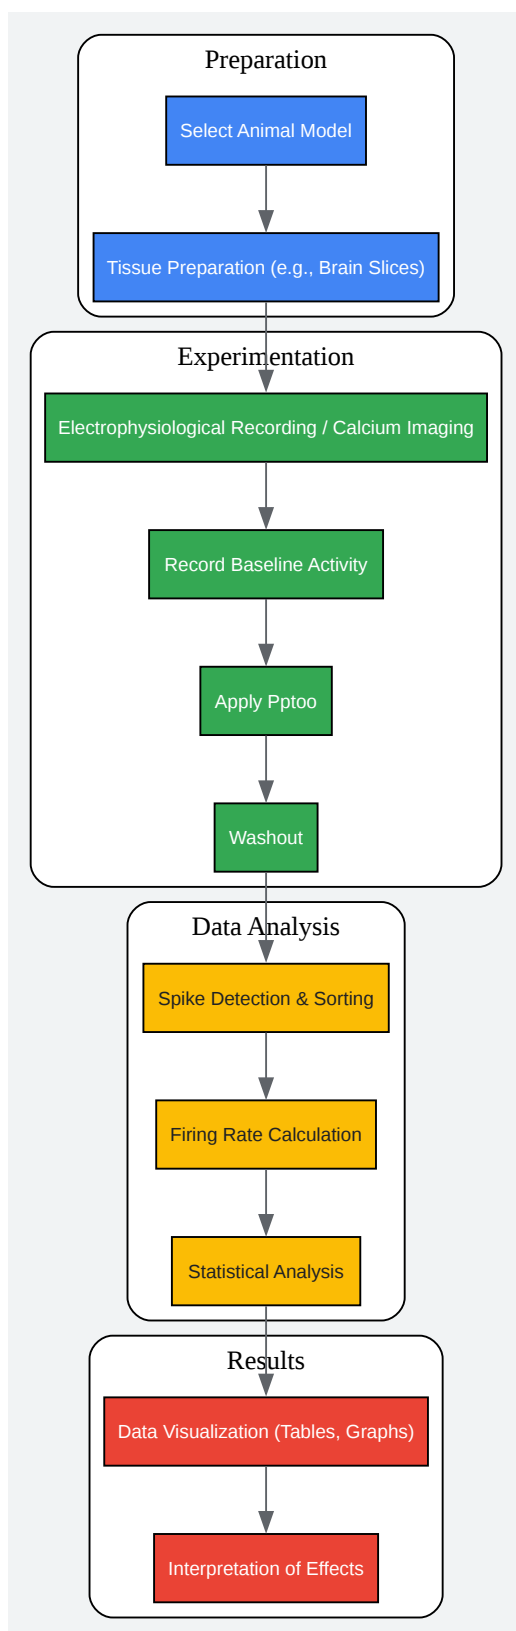 Preparation
Select Animal Model
Tissue Preparation (e.g., Brain Slices)
Experimentation
Electrophysiological Recording / Calcium Imaging
Record Baseline Activity
Apply Pptoo
Washout
Data Analysis
Spike Detection & Sorting
Firing Rate Calculation
Statistical Analysis
Results
Data Visualization (Tables, Graphs)
Interpretation of Effects